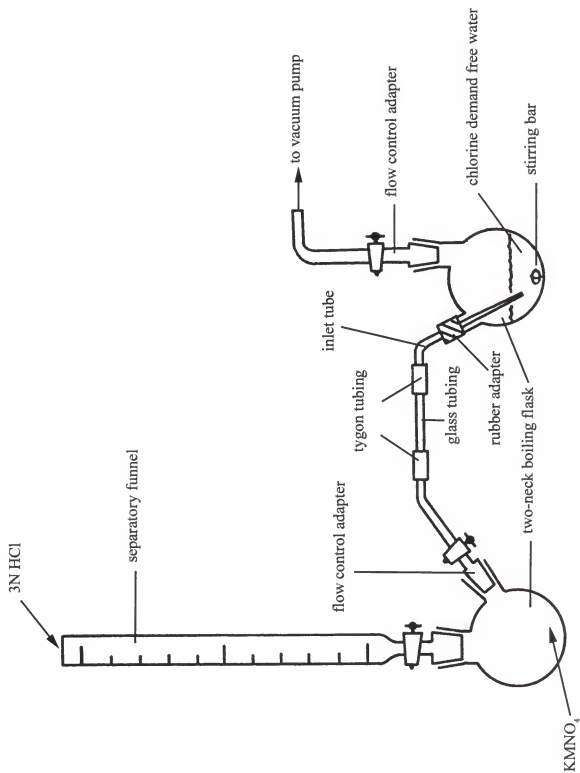 3N HCl
separatory funnel
to vacuum pump
flow control adapter
chlorine demand free water
stirring bar
inlet tube
tygon tubing
glass tubing
rubber adapter
flow control adapter
two-neck boiling flask
KMNO4